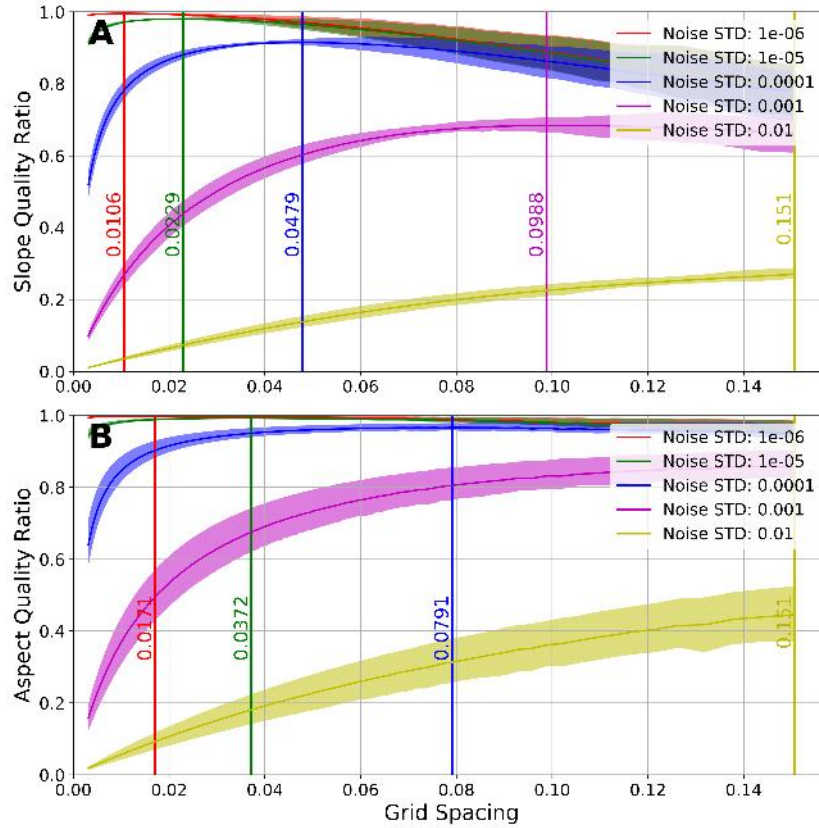 A
Slope Quality Ratio
1.0
0.8
0.6
0.4
0.2
0.0
0.0106
0.0229
0.0479
0.0988
0.151
Noise STD: 1e-06
Noise STD: 1e-05
Noise STD: 0.0001
Noise STD: 0.001
Noise STD: 0.01
0.00 0.02 0.04 0.06 0.08 0.10 0.12 0.14
B
Aspect Quality Ratio
1.0
0.8
0.6
0.4
0.2
0.0
0.0171
0.0372
0.0791
0.151
Noise STD: 1e-06
Noise STD: 1e-05
Noise STD: 0.0001
Noise STD: 0.001
Noise STD: 0.01
0.00 0.02 0.04 0.06 0.08 0.10 0.12 0.14
Grid Spacing